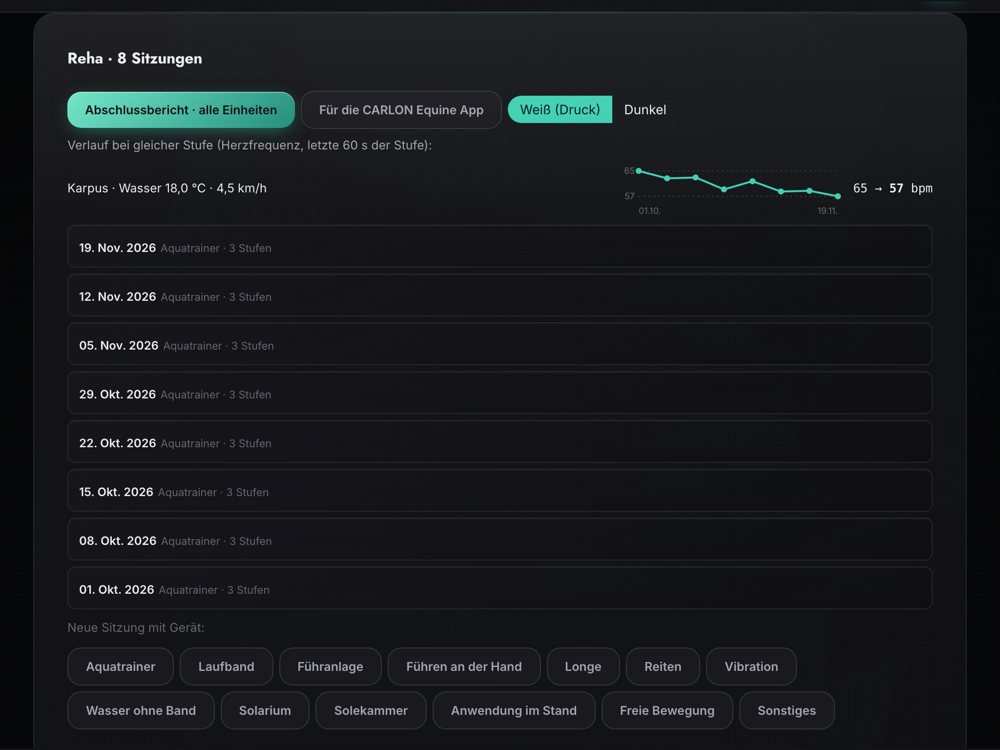 Reha · 8 Sitzungen
Abschlussbericht · alle Einheiten Für die CARLON Equine App Weiß (Druck) Dunkel
Verlauf bei gleicher Stufe (Herzfrequenz, letzte 60 s der Stufe):
Karpus · Wasser 18,0 °C · 4,5 km/h
65
57
01.10. 19.11.
65 → 57 bpm
19. Nov. 2026 Aquatrainer · 3 Stufen
12. Nov. 2026 Aquatrainer · 3 Stufen
05. Nov. 2026 Aquatrainer · 3 Stufen
29. Okt. 2026 Aquatrainer · 3 Stufen
22. Okt. 2026 Aquatrainer · 3 Stufen
15. Okt. 2026 Aquatrainer · 3 Stufen
08. Okt. 2026 Aquatrainer · 3 Stufen
01. Okt. 2026 Aquatrainer · 3 Stufen
Neue Sitzung mit Gerät:
Aquatrainer Laufband Führanlage Führen an der Hand Longe Reiten Vibration
Wasser ohne Band Solarium Solekammer Anwendung im Stand Freie Bewegung Sonstiges